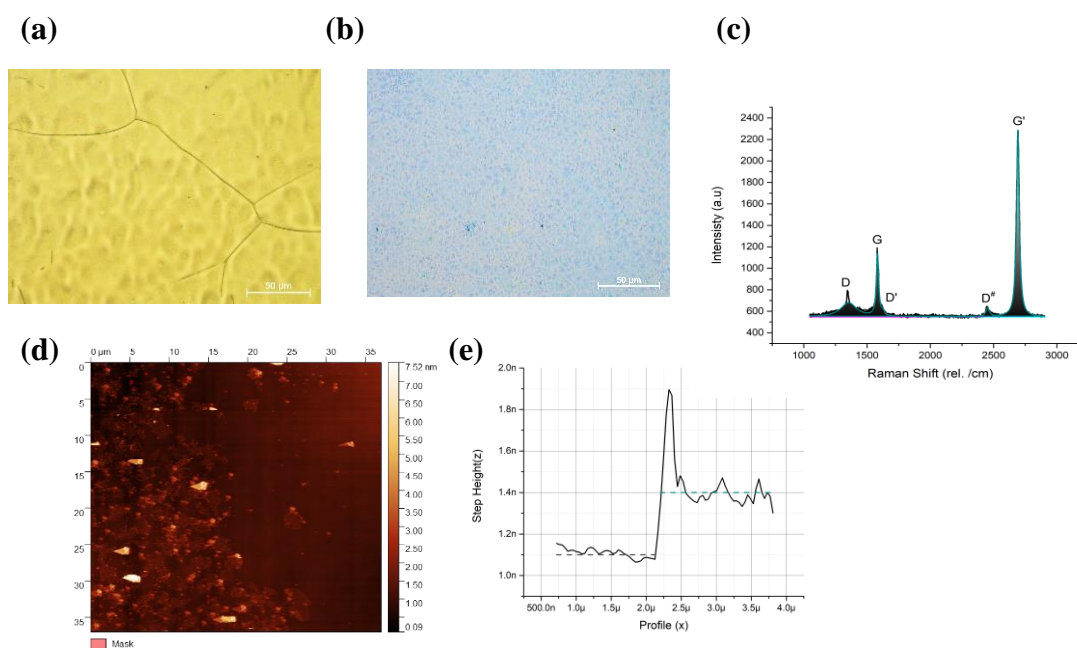 (a)
(b)
(c)
50 µm
50 µm
2400
2200
2000
1800
1600
1400
1200
1000
800
600
400
Intensisty (a.u)
G'
G
D
D'
D#
1000 1500 2000 2500 3000
Raman Shift (rel. /cm)
(d)
(e)
0 µm 5 10 15 20 25 30 35
0
5
10
15
20
25
30
35
7.52 nm
6.50
6.00
5.50
5.00
4.50
4.00
3.50
3.00
2.50
2.00
1.50
1.00
0.09
Mask
2.0n
1.8n
1.6n
1.4n
1.2n
1.0n
Step Height(z)
500.0n 1.0µ 1.5µ 2.0µ 2.5µ 3.0µ 3.5µ 4.0µ
Profile (x)